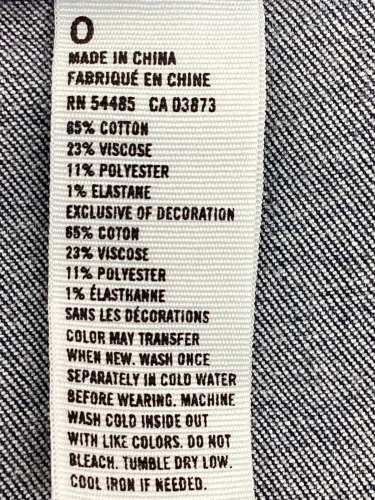 0
MADE IN CHINA
FABRIQUÉ EN CHINE
RN 54485 CA 03873
65% COTTON
23% VISCOSE
11% POLYESTER
1% ELASTANE
EXCLUSIVE OF DECORATION
65% COTON
23% VISCOSE
11% POLYESTER
1% ÉLASTHANNE
SANS LES DÉCORATIONS
COLOR MAY TRANSFER
WHEN NEW. WASH ONCE
SEPARATELY IN COLD WATER
BEFORE WEARING. MACHINE
WASH COLD INSIDE OUT
WITH LIKE COLORS. DO NOT
BLEACH. TUMBLE DRY LOW.
COOL IRON IF NEEDED.